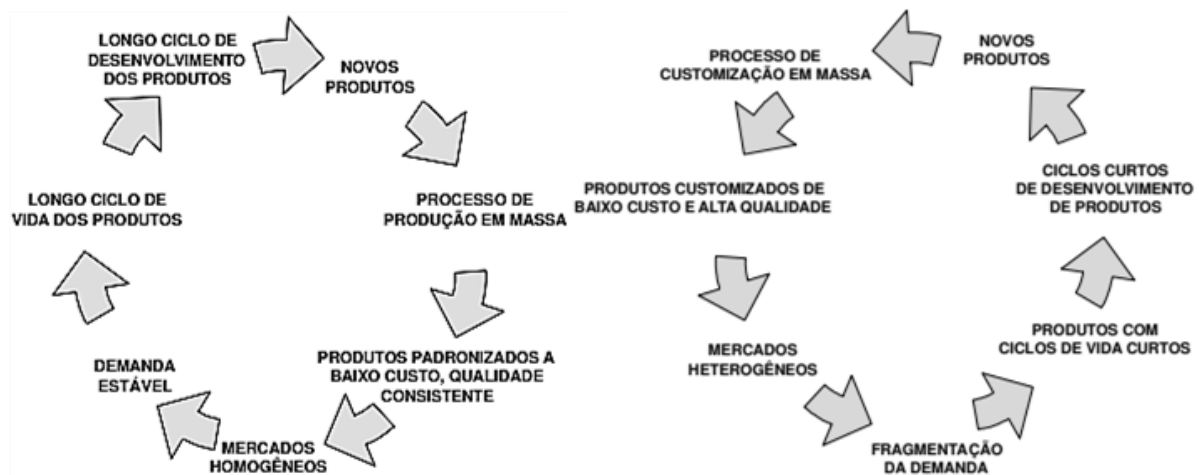 LONGO CICLO DE
DESENVOLVIMENTO
DOS PRODUTOS
NOVOS
PRODUTOS
PROCESSO DE
PRODUÇÃO EM MASSA
PRODUTOS PADRONIZADOS A
BAIXO CUSTO, QUALIDADE
CONSISTENTE
MERCADOS
HOMOGÊNEOS
DEMANDA
ESTÁVEL
LONGO CICLO DE
VIDA DOS PRODUTOS
NOVOS
PRODUTOS
PROCESSO DE
CUSTOMIZAÇÃO EM MASSA
PRODUTOS CUSTOMIZADOS DE
BAIXO CUSTO E ALTA QUALIDADE
MERCADOS
HETEROGÊNEOS
FRAGMENTAÇÃO
DA DEMANDA
PRODUTOS COM
CICLOS DE VIDA CURTOS
CICLOS CURTOS
DE DESENVOLVIMENTO
DE PRODUTOS